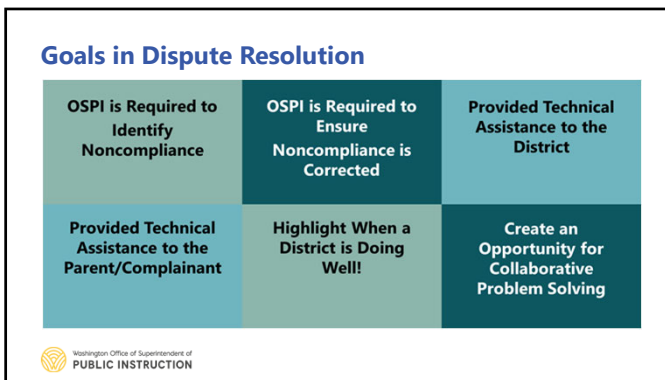 Goals in Dispute Resolution
OSPI is Required to
Identify
Noncompliance
OSPI is Required to
Ensure
Noncompliance is
Corrected
Provided Technical
Assistance to the
District
Provided Technical
Assistance to the
Parent/Complainant
Highlight When a
District is Doing
Well!
Create an
Opportunity for
Collaborative
Problem Solving
Washington Office of Superintendent of
PUBLIC INSTRUCTION